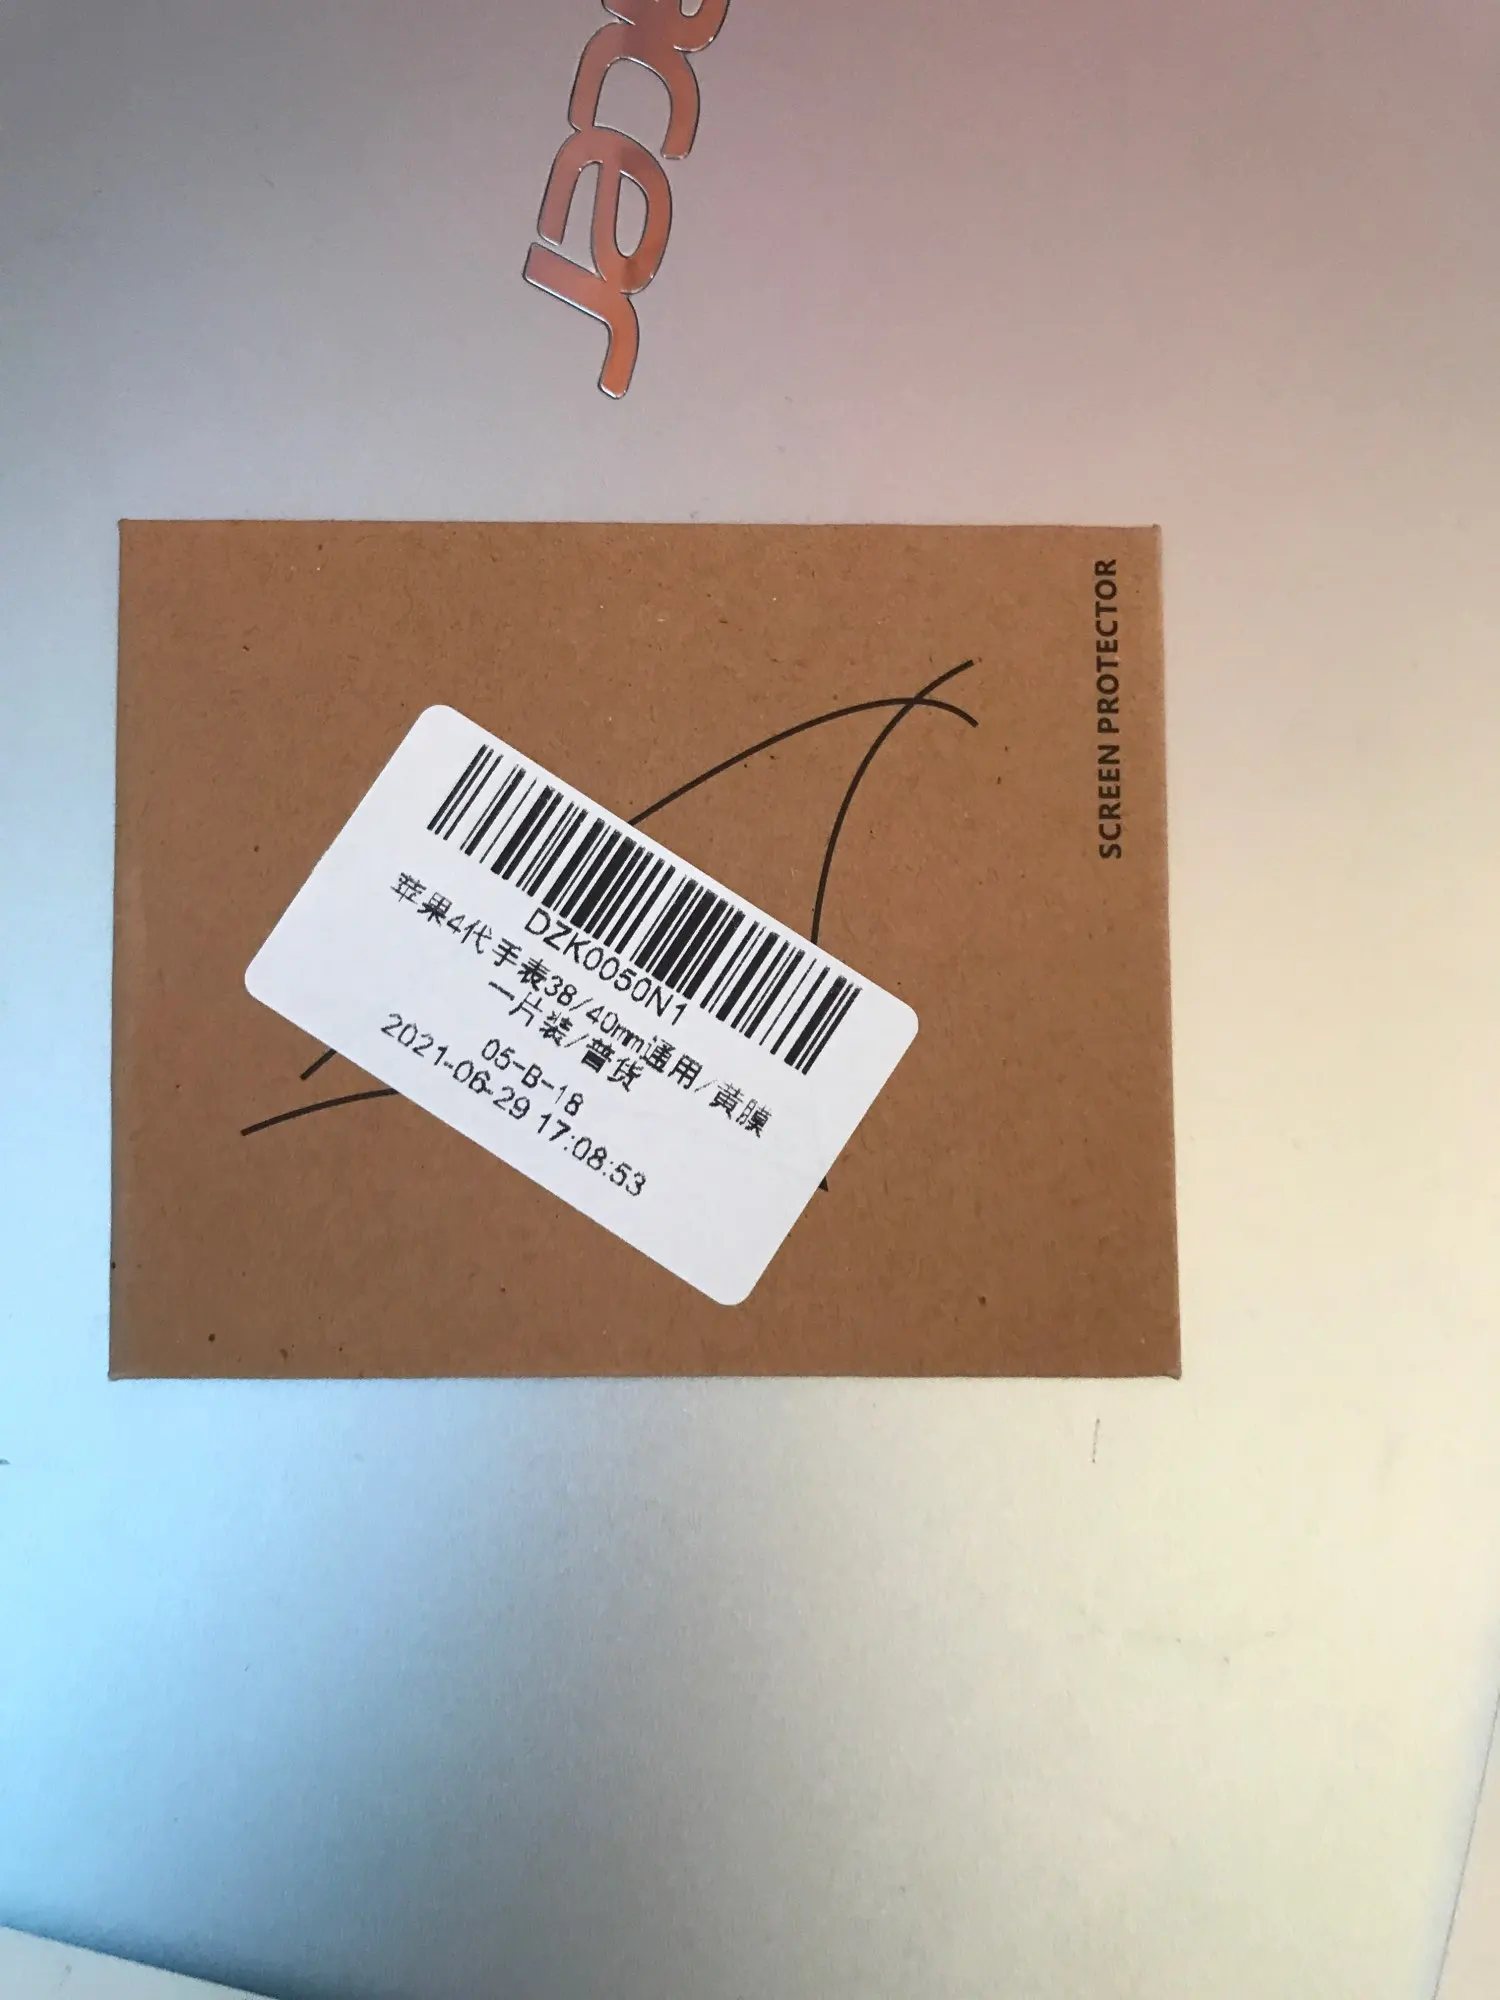 acer
SCREEN PROTECTOR
DZK0050N1
苹果4代手表38/40mm通用/黄膜
一片装/普货
05-B-18
2021-06-29 17:08:53